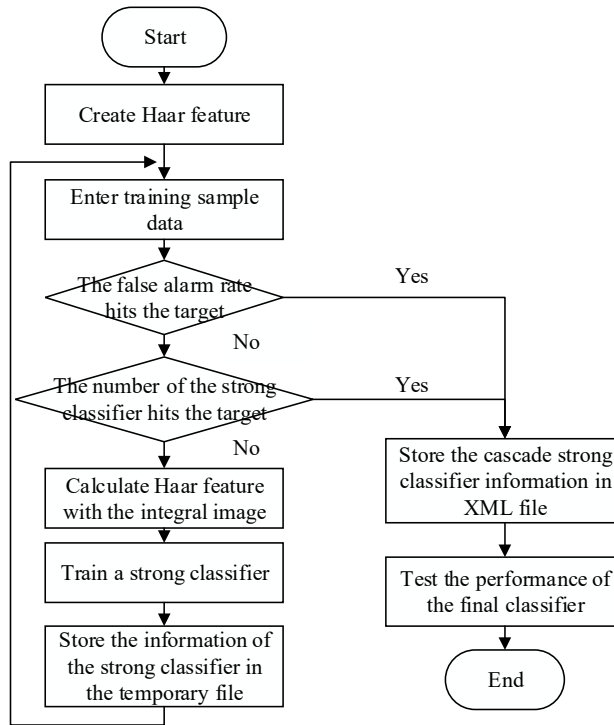 Start
Create Haar feature
Enter training sample
data
The false alarm rate
hits the target
Yes
No
The number of the strong
classifier hits the target
Yes
No
Calculate Haar feature
with the integral image
Train a strong classifier
Store the information of
the strong classifier in
the temporary file
Store the cascade strong
classifier information in
XML file
Test the performance of
the final classifier
End